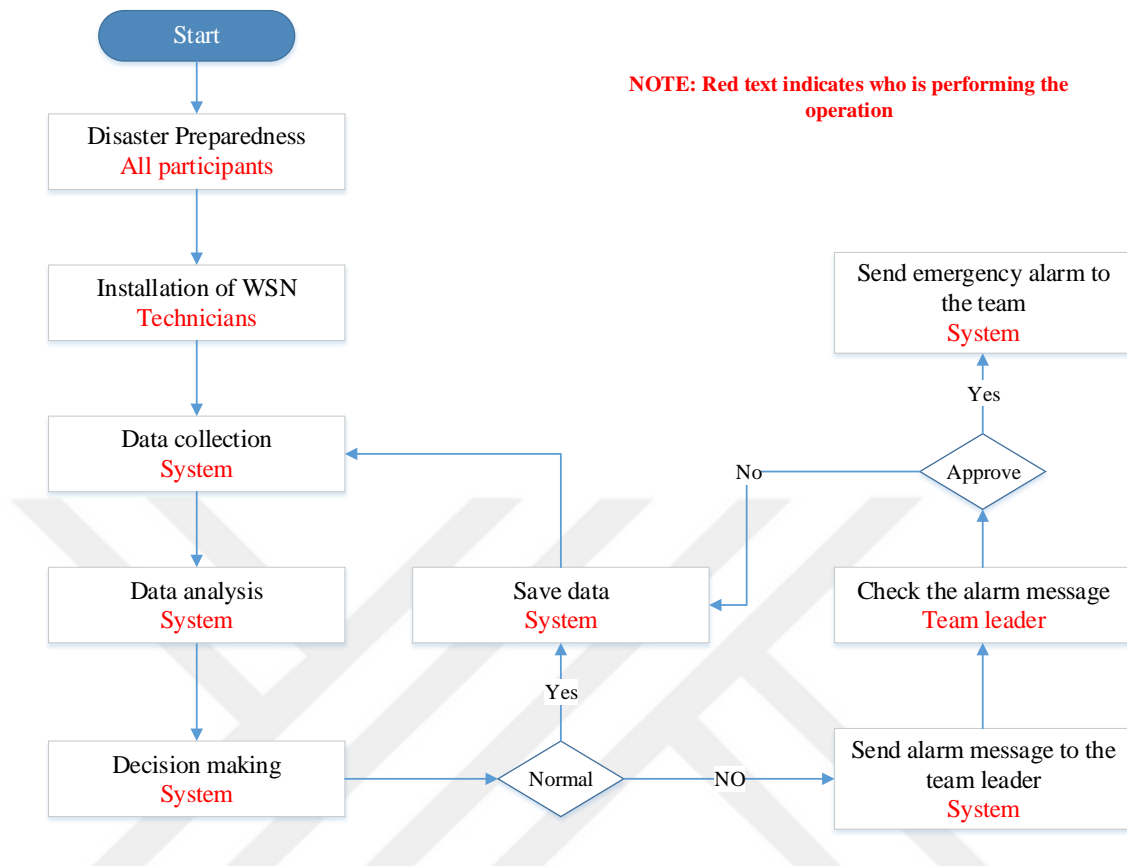 Start
NOTE: Red text indicates who is performing the
operation
Disaster Preparedness
All participants
Installation of WSN
Technicians
Send emergency alarm to
the team
System
Yes
Data collection
System
No
Approve
Data analysis
System
Save data
System
Check the alarm message
Team leader
Yes
Decision making
System
Normal
NO
Send alarm message to the
team leader
System